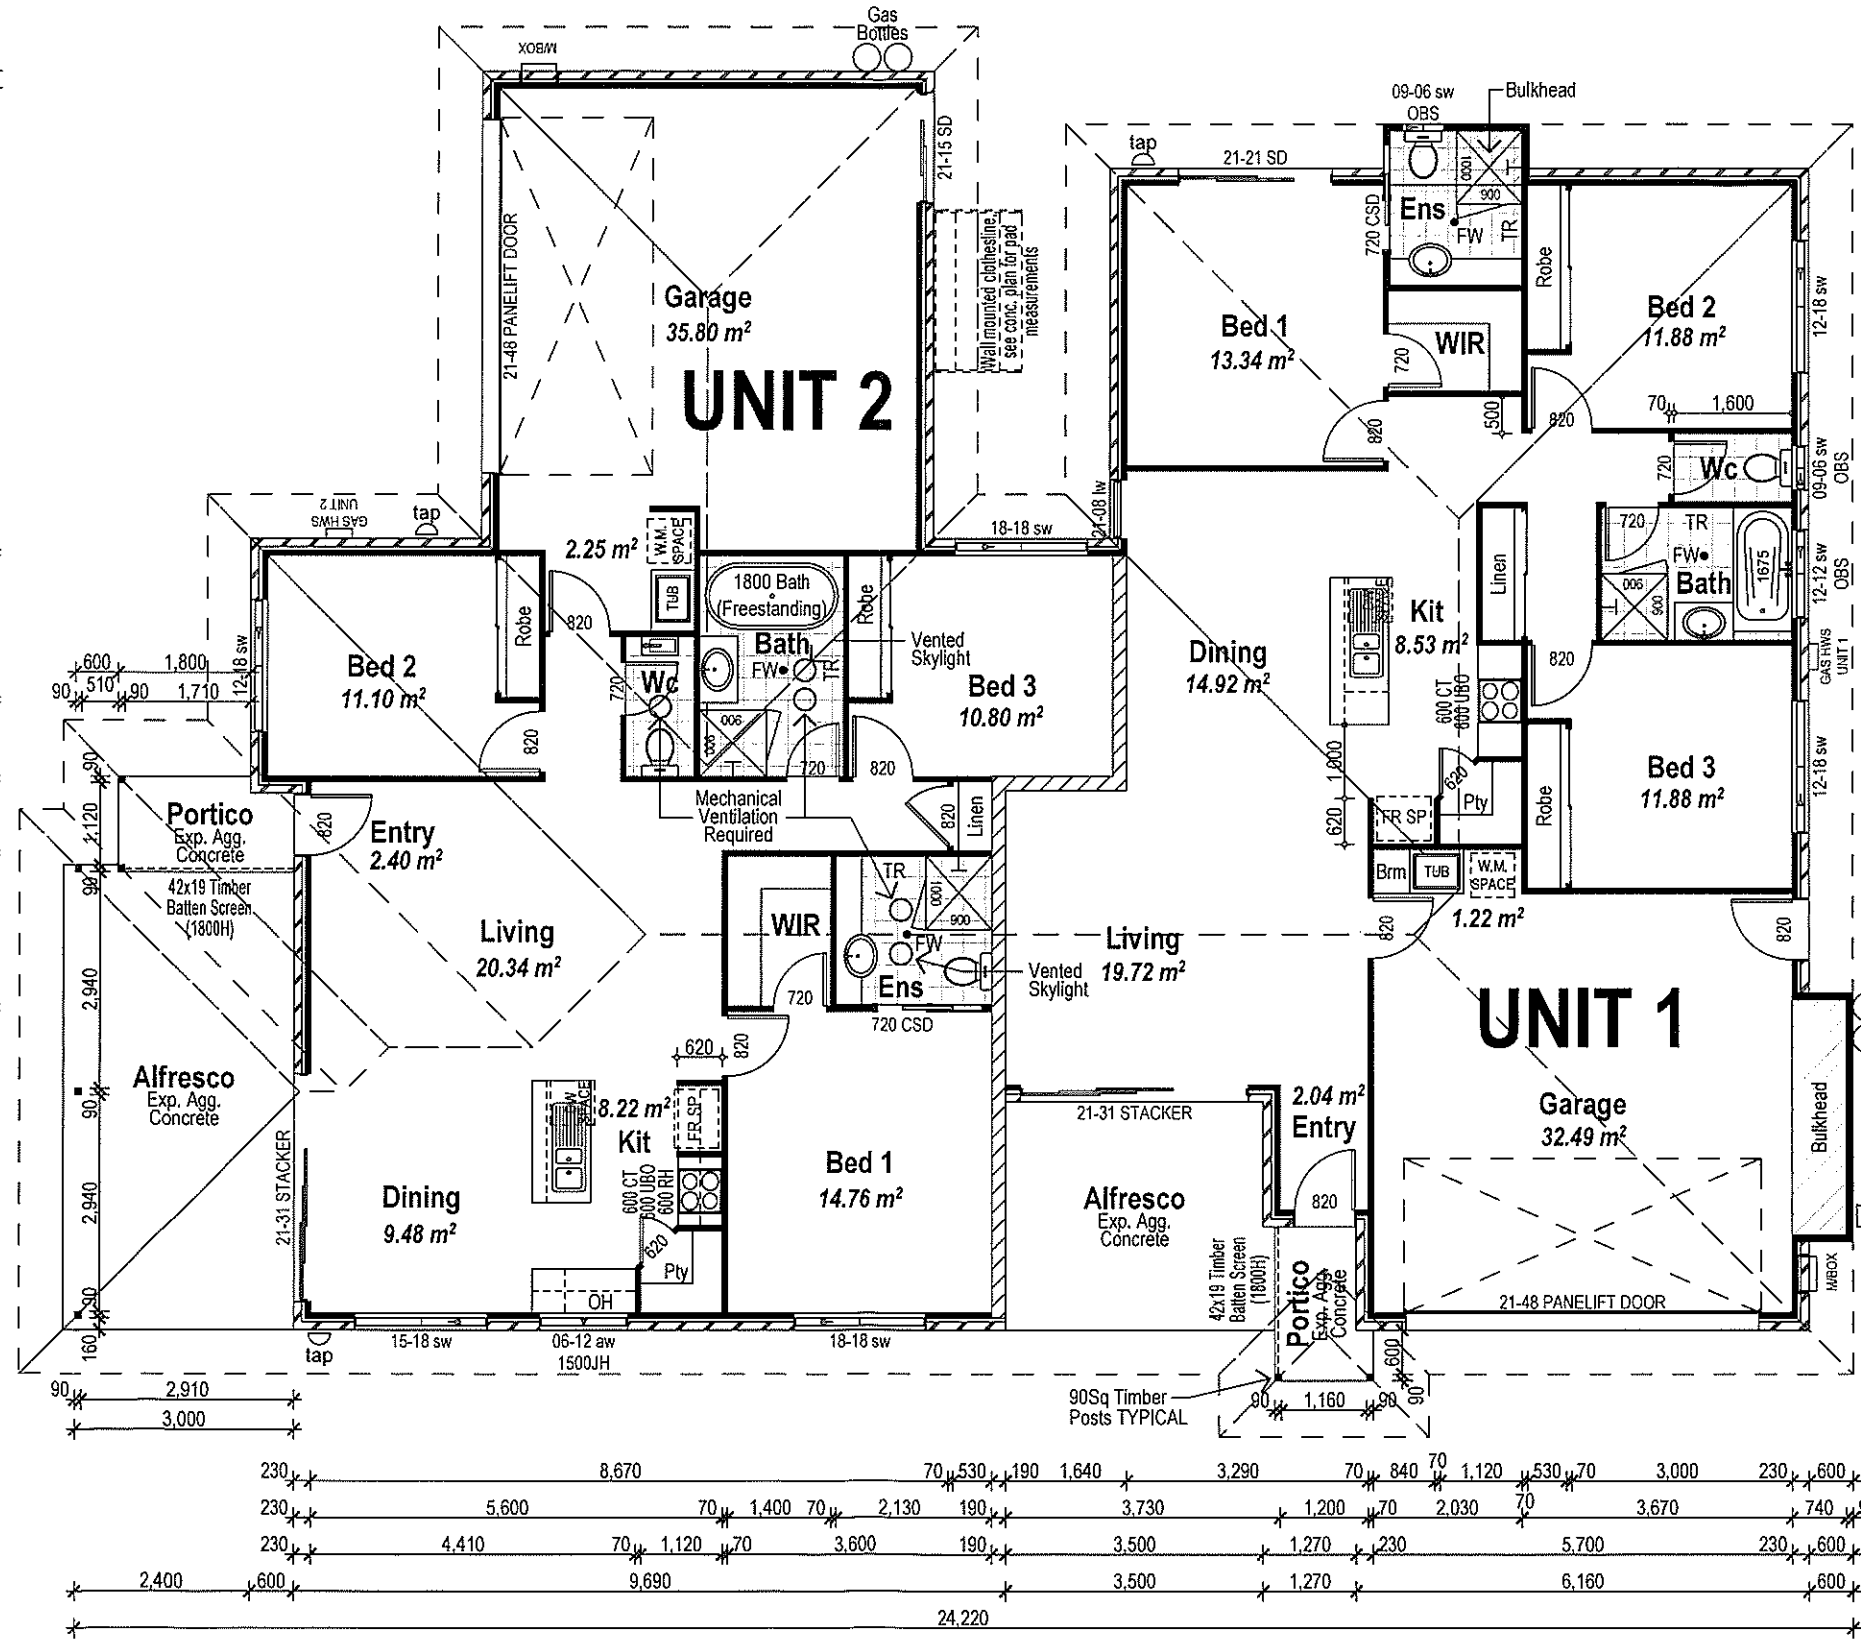 Gas
Bottles
M/BOX
21-15 SD
21-48 PANELIFT DOOR
Garage
35.80 m²
UNIT 2
Wall mounted clothesline,
see conc. plan for pad
measurements
09-06 sw
OBS
Bulkhead
tap
21-21 SD
1000
900
Ens
FW
TR
720 CSD
Robe
Bed 2
11.88 m²
12-18 sw
Bed 1
13.34 m²
WIR
720
500
820
820
70
1,600
720
Wc
09-06 sw
OBS
GAS HWS
UNIT 2
tap
2.25 m²
W.M.
SPACE
TUB
18-18 sw
21-08 lw
Linen
720
TR
FW
Bath
1675
900
900
12-12 sw
OBS
1800 Bath
(Freestanding)
Bath
FW
TR
Robe
Vented
Skylight
Bed 3
10.80 m²
Robe
820
Bed 2
11.10 m²
12-18 sw
820
720
Wc
900
900
720
820
600
1,800
90
510
90
1,710
Dining
14.92 m²
Kit
8.53 m²
600 CT
600 UBO
820
GAS HWS
UNIT 1
Bed 3
11.88 m²
Robe
12-18 sw
1,000
620
620
Pty
FR SP
Brm
TUB
W.M.
SPACE
1.22 m²
820
820
90
1,120
90
Portico
Exp. Agg.
Concrete
820
Entry
2.40 m²
42x19 Timber
Batten Screen
(1800H)
Mechanical
Ventilation
Required
820
Linen
Living
20.34 m²
WIR
TR
1000
900
FW
Ens
720
720 CSD
Vented
Skylight
Living
19.72 m²
UNIT 1
2,940
90
Alfresco
Exp. Agg.
Concrete
620
820
8.22 m²
Kit
FR SP
600 CT
600 UBO
600 RH
21-31 STACKER
2.04 m²
Entry
820
Garage
32.49 m²
Bulkhead
2,940
21-31 STACKER
Dining
9.48 m²
620
Pty
OH
Bed 1
14.76 m²
Alfresco
Exp. Agg.
Concrete
42x19 Timber
Batten Screen
(1800H)
Portico
Exp. Agg.
Concrete
21-48 PANELIFT DOOR
M/BOX
90
160
tap
15-18 sw
06-12 aw
1500JH
18-18 sw
600
90
90Sq Timber
Posts TYPICAL
90
1,160
90
90
2,910
3,000
230 8,670 70 530 190 1,640 3,290 70 840 70 1,120 530 70 3,000 230 600
230 5,600 70 1,400 70 2,130 190 3,730 1,200 70 2,030 70 3,670 740
230 4,410 70 1,120 70 3,600 190 3,500 1,270 230 5,700 230 600
2,400 600 9,690 3,500 1,270 6,160 600
24,220